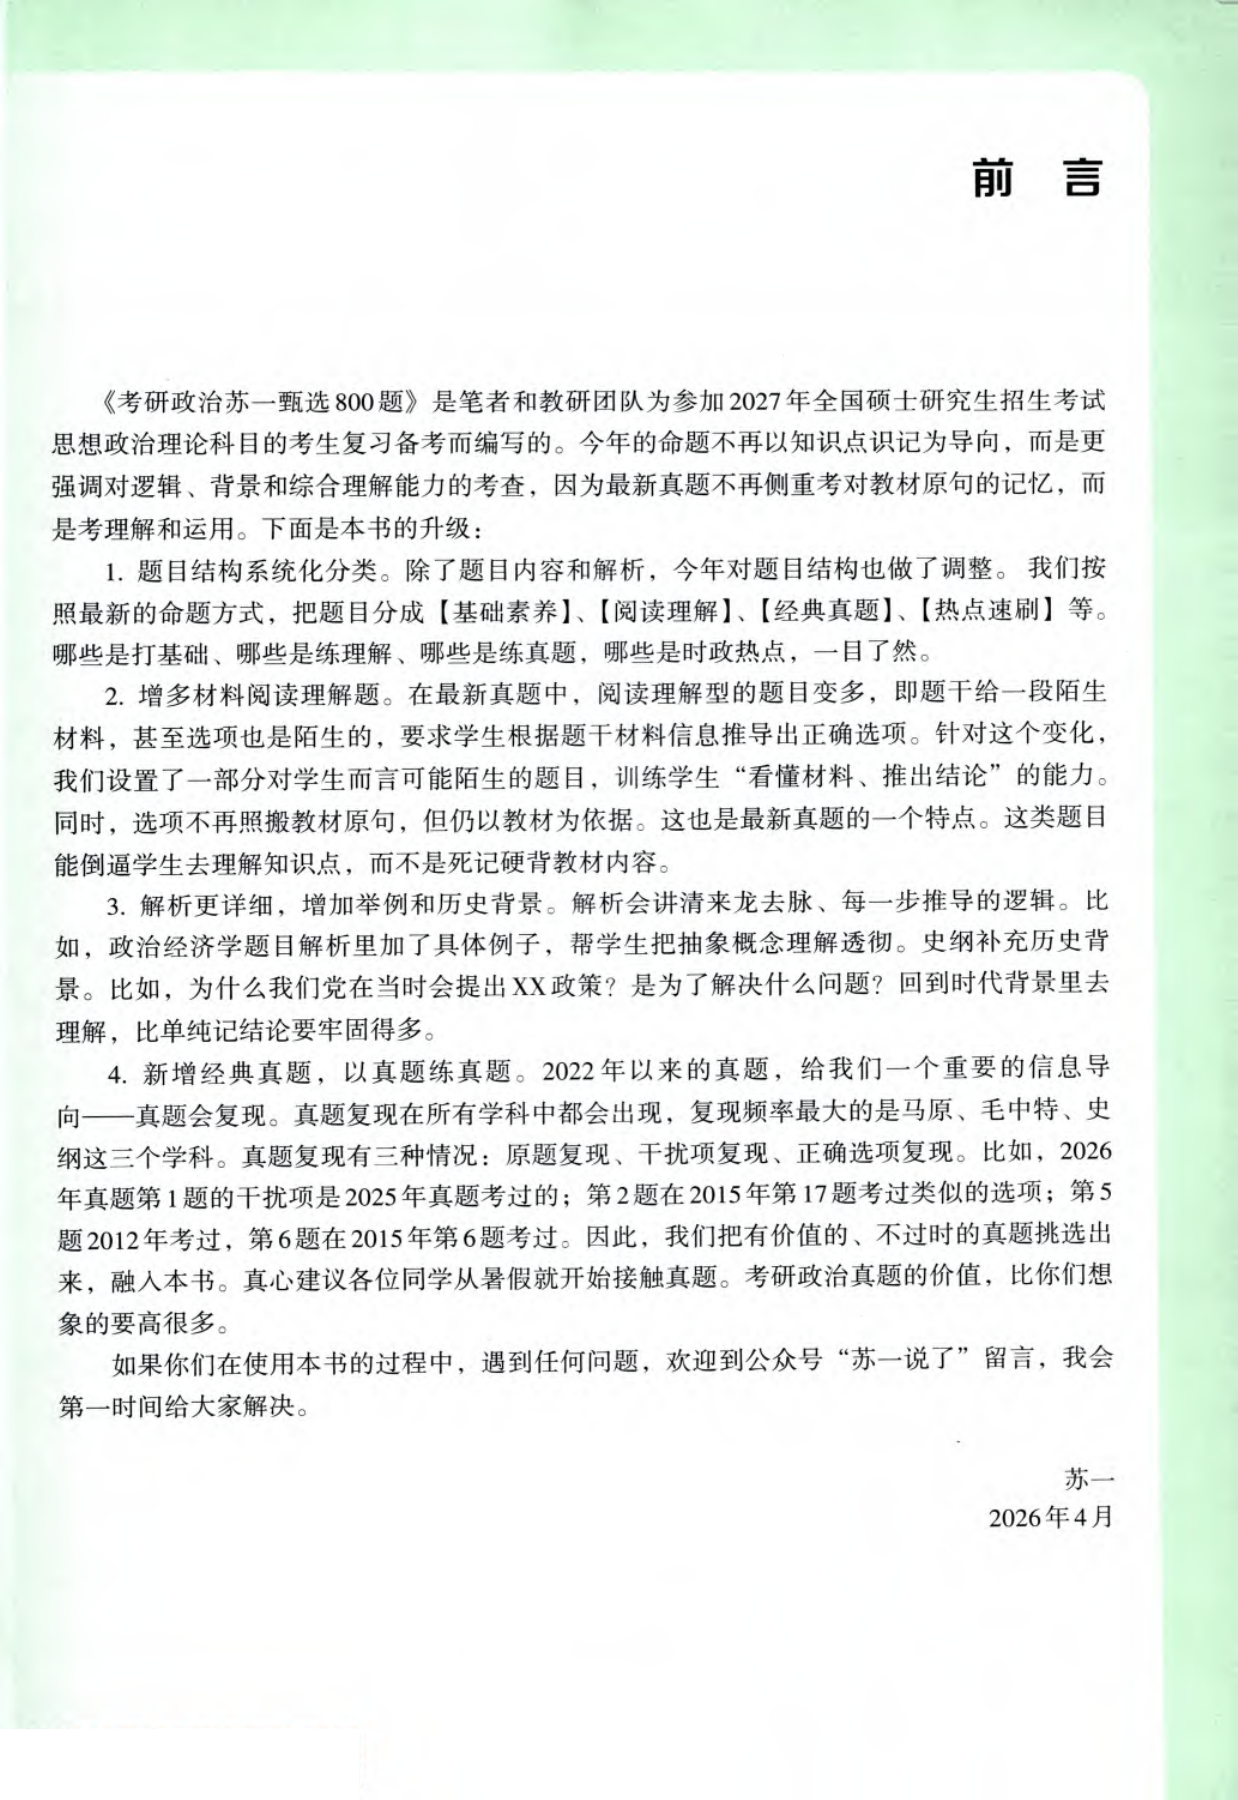 前 言
《考研政治苏一甄选800题》是笔者和教研团队为参加2027年全国硕士研究生招生考试
思想政治理论科目的考生复习备考而编写的。今年的命题不再以知识点识记为导向，而是更
强调对逻辑、背景和综合理解能力的考查，因为最新真题不再侧重考对教材原句的记忆，而
是考理解和运用。下面是本书的升级：
1. 题目结构系统化分类。除了题目内容和解析，今年对题目结构也做了调整。 我们按
照最新的命题方式，把题目分成【基础素养】、【阅读理解】、【经典真题】、【热点速刷】等。
哪些是打基础、哪些是练理解、哪些是练真题，哪些是时政热点，一目了然。
2. 增多材料阅读理解题。在最新真题中，阅读理解型的题目变多，即题干给一段陌生
材料，甚至选项也是陌生的，要求学生根据题干材料信息推导出正确选项。针对这个变化，
我们设置了一部分对学生而言可能陌生的题目，训练学生“看懂材料、推出结论”的能力。
同时，选项不再照搬教材原句，但仍以教材为依据。这也是最新真题的一个特点。这类题目
能倒逼学生去理解知识点，而不是死记硬背教材内容。
3. 解析更详细，增加举例和历史背景。解析会讲清来龙去脉、每一步推导的逻辑。比
如，政治经济学题目解析里加了具体例子，帮学生把抽象概念理解透彻。史纲补充历史背
景。比如，为什么我们党在当时会提出XX政策？是为了解决什么问题？回到时代背景里去
理解，比单纯记结论要牢固得多。
4. 新增经典真题，以真题练真题。2022年以来的真题，给我们一个重要的信息导
向——真题会复现。真题复现在所有学科中都会出现，复现频率最大的是马原、毛中特、史
纲这三个学科。真题复现有三种情况：原题复现、干扰项复现、正确选项复现。比如，2026
年真题第1题的干扰项是2025年真题考过的；第2题在2015年第17题考过类似的选项；第5
题2012年考过，第6题在2015年第6题考过。因此，我们把有价值的、不过时的真题挑选出
来，融入本书。真心建议各位同学从暑假就开始接触真题。考研政治真题的价值，比你们想
象的要高很多。
如果你们在使用本书的过程中，遇到任何问题，欢迎到公众号“苏一说了”留言，我会
第一时间给大家解决。
苏一
2026年4月